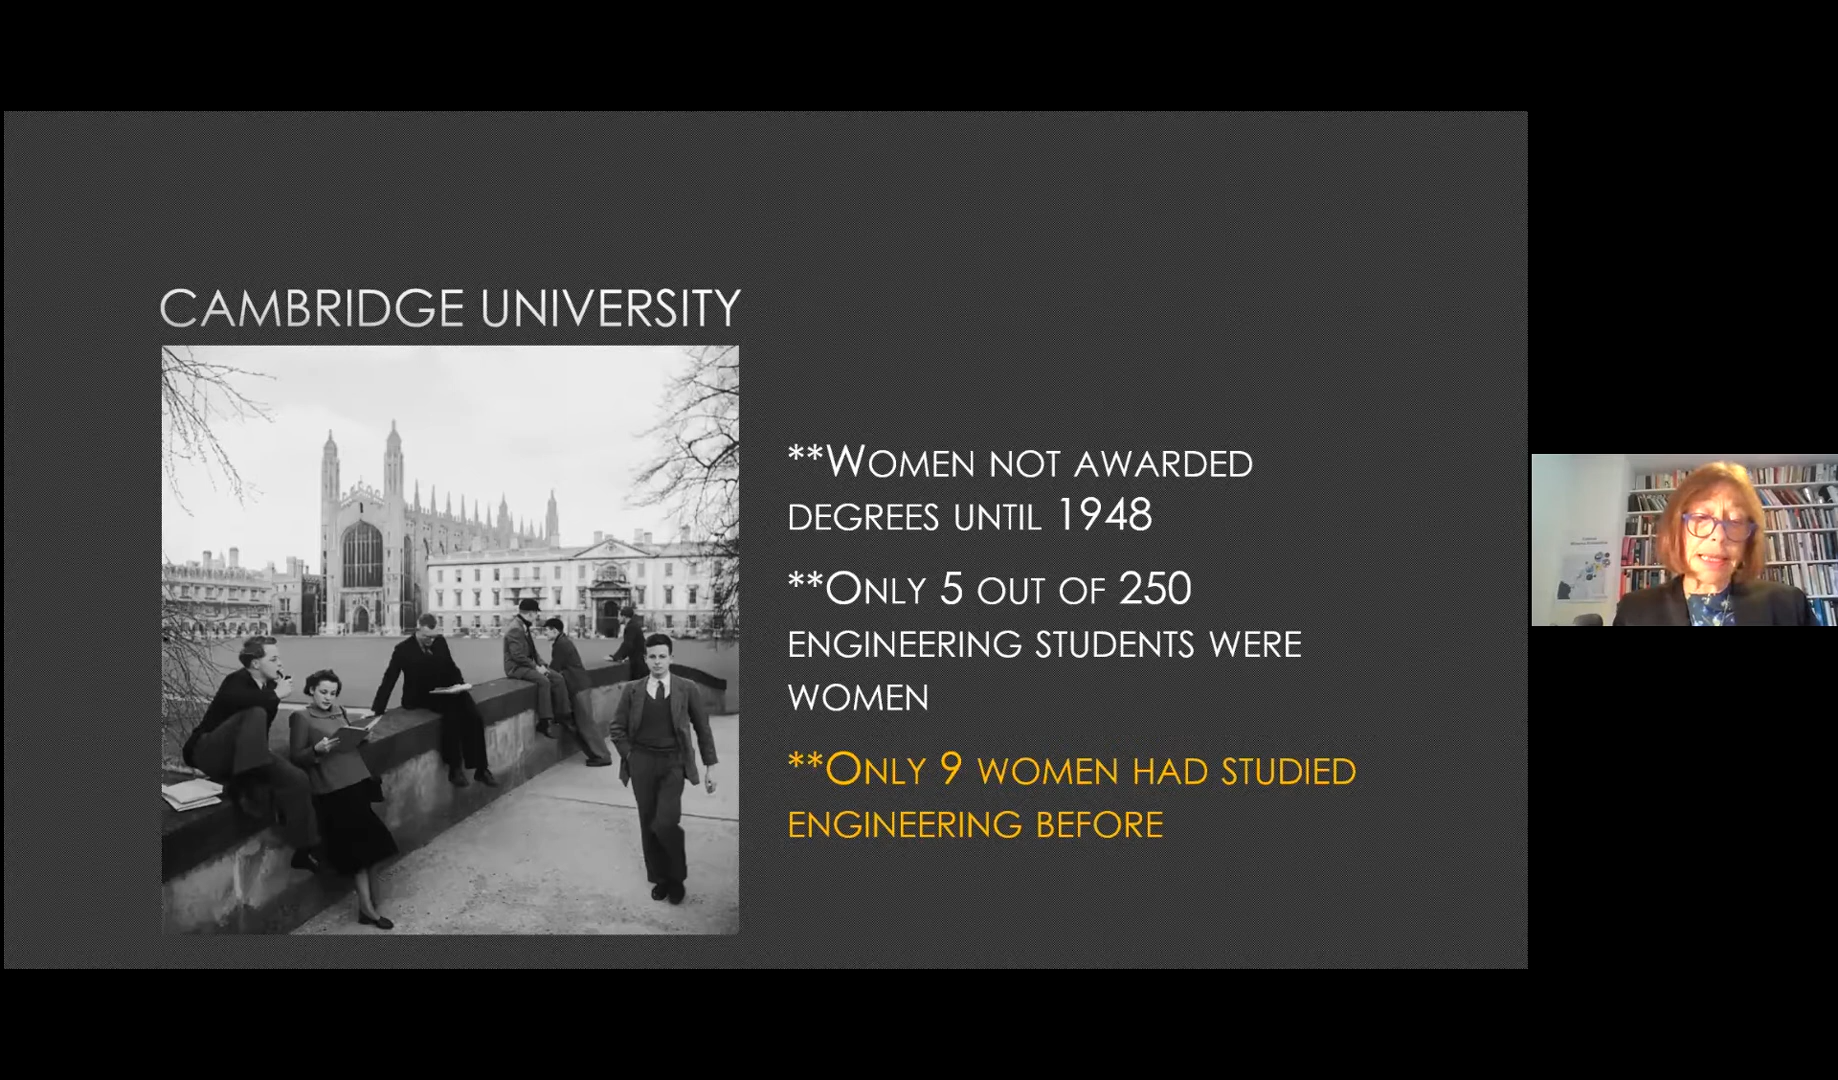 CAMBRIDGE UNIVERSITY
**WOMEN NOT AWARDED
DEGREES UNTIL 1948
**ONLY 5 OUT OF 250
ENGINEERING STUDENTS WERE
WOMEN
**ONLY 9 WOMEN HAD STUDIED
ENGINEERING BEFORE